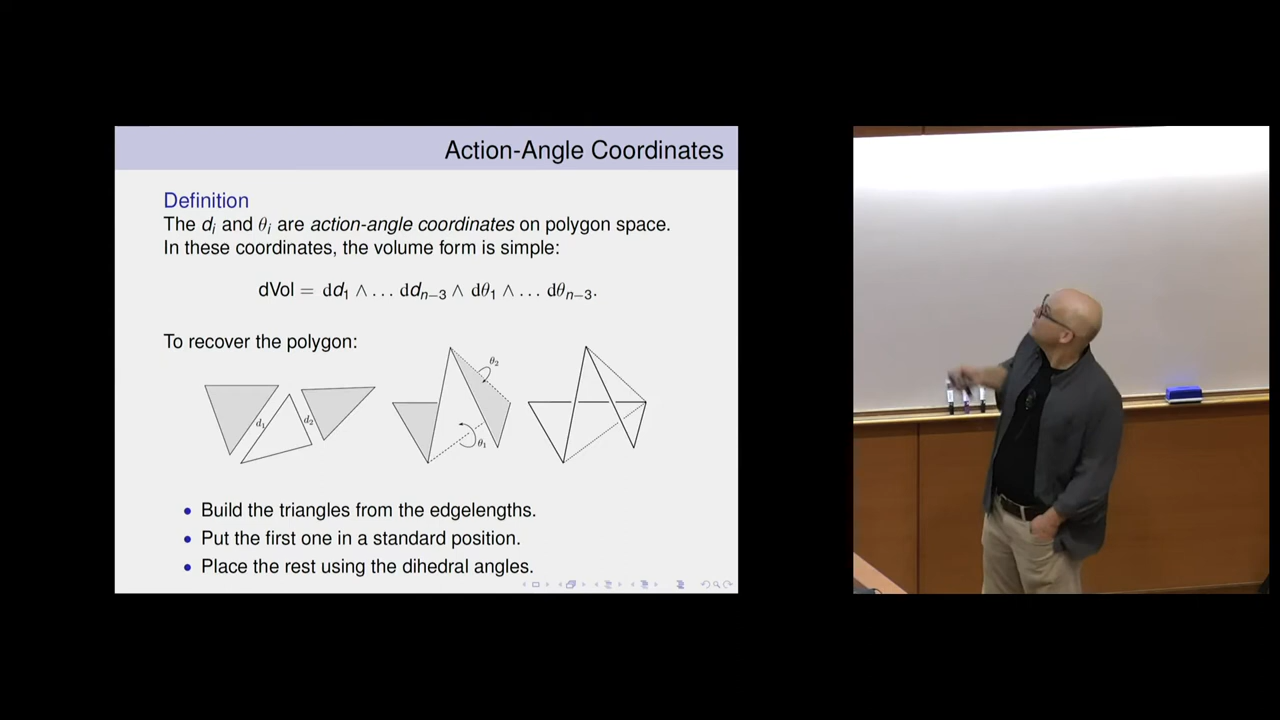 Action-Angle Coordinates
Definition
The dᵢ and θᵢ are action-angle coordinates on polygon space.
In these coordinates, the volume form is simple:
dVol = dd₁ ∧ … ddₙ₋₃ ∧ dθ₁ ∧ … dθₙ₋₃.
To recover the polygon:
d₁ d₂ θ₂ θ₁
• Build the triangles from the edgelengths.
• Put the first one in a standard position.
• Place the rest using the dihedral angles.